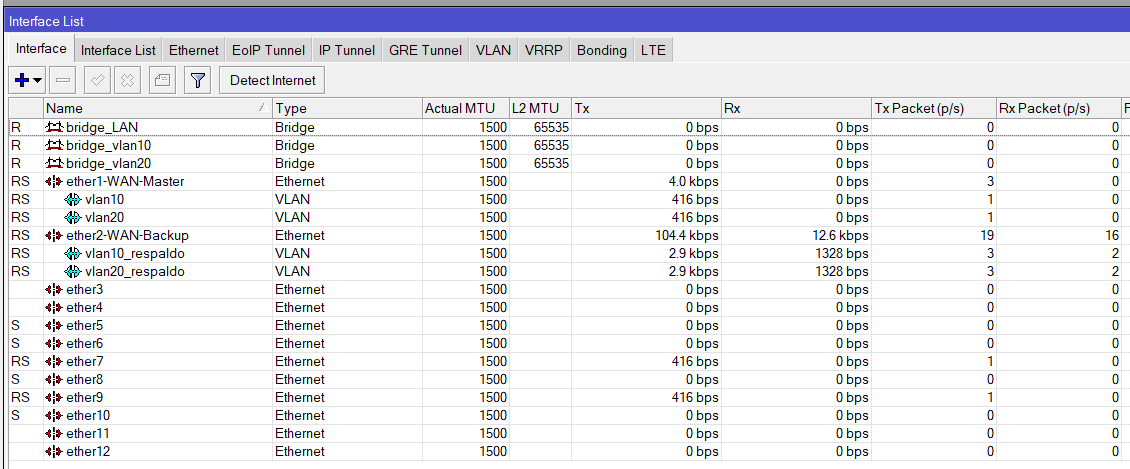 Interface List
Interface Interface List Ethernet EoIP Tunnel IP Tunnel GRE Tunnel VLAN VRRP Bonding LTE
Detect Internet
Name Type Actual MTU L2 MTU Tx Rx Tx Packet (p/s) Rx Packet (p/s) F
R bridge_LAN Bridge 1500 65535 0 bps 0 bps 0 0
R bridge_vlan10 Bridge 1500 65535 0 bps 0 bps 0 0
R bridge_vlan20 Bridge 1500 65535 0 bps 0 bps 0 0
RS ether1-WAN-Master Ethernet 1500 4.0 kbps 0 bps 3 0
RS vlan10 VLAN 1500 416 bps 0 bps 1 0
RS vlan20 VLAN 1500 416 bps 0 bps 1 0
RS ether2-WAN-Backup Ethernet 1500 104.4 kbps 12.6 kbps 19 16
RS vlan10_respaldo VLAN 1500 2.9 kbps 1328 bps 3 2
RS vlan20_respaldo VLAN 1500 2.9 kbps 1328 bps 3 2
ether3 Ethernet 1500 0 bps 0 bps 0 0
ether4 Ethernet 1500 0 bps 0 bps 0 0
S ether5 Ethernet 1500 0 bps 0 bps 0 0
S ether6 Ethernet 1500 0 bps 0 bps 0 0
RS ether7 Ethernet 1500 416 bps 0 bps 1 0
S ether8 Ethernet 1500 0 bps 0 bps 0 0
RS ether9 Ethernet 1500 416 bps 0 bps 1 0
S ether10 Ethernet 1500 0 bps 0 bps 0 0
ether11 Ethernet 1500 0 bps 0 bps 0 0
ether12 Ethernet 1500 0 bps 0 bps 0 0